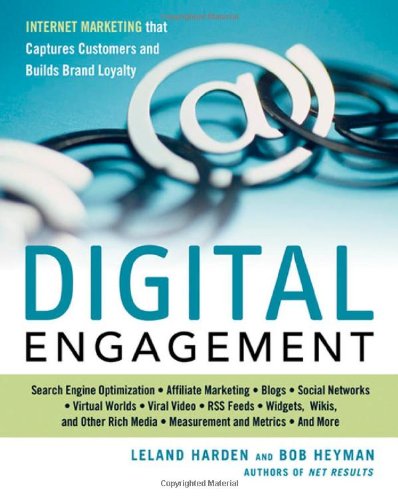 INTERNET MARKETING that
Captures Customers and
Builds Brand Loyalty
@
DIGITAL
ENGAGEMENT
Search Engine Optimization • Affiliate Marketing • Blogs • Social Networks
• Virtual Worlds • Viral Video • RSS Feeds • Widgets, Wikis,
and Other Rich Media • Measurement and Metrics • And More
LELAND HARDEN AND BOB HEYMAN
AUTHORS OF NET RESULTS
Copyrighted Material